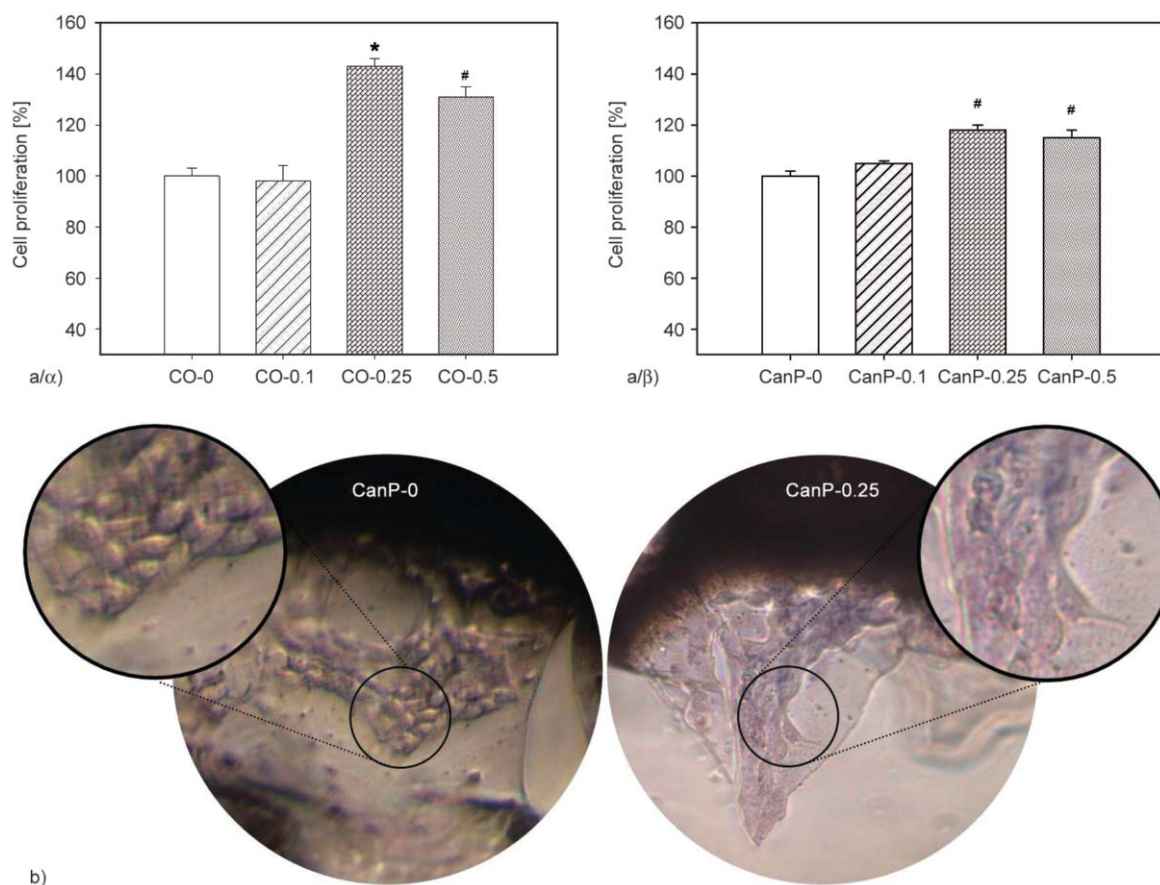 160
140
120
100
80
60
40
Cell proliferation [%]
*
#
a/α)
CO-0 CO-0.1 CO-0.25 CO-0.5
160
140
120
100
80
60
40
Cell proliferation [%]
#
#
a/β)
CanP-0 CanP-0.1 CanP-0.25 CanP-0.5
CanP-0
CanP-0.25
b)